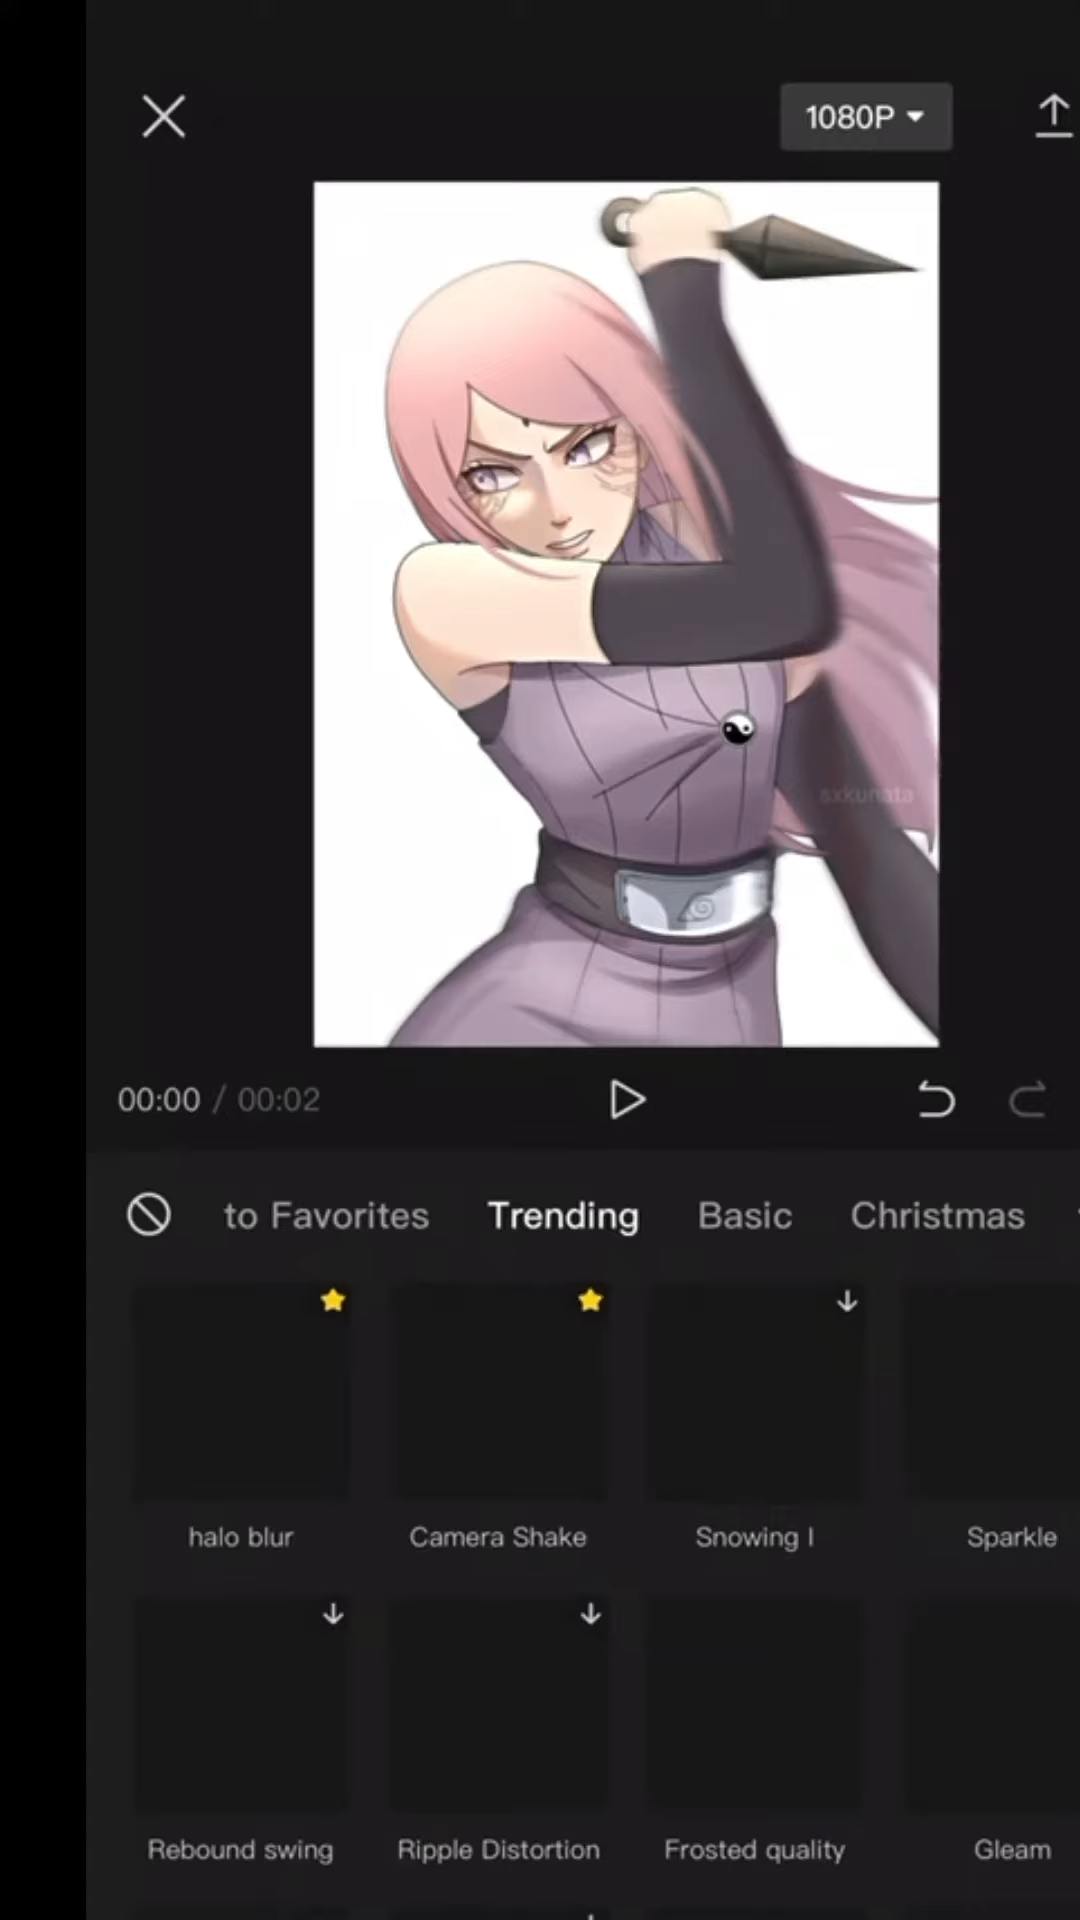 1080P
sxkunata
00:00 / 00:02
to Favorites Trending Basic Christmas
halo blur Camera Shake Snowing I Sparkle
Rebound swing Ripple Distortion Frosted quality Gleam